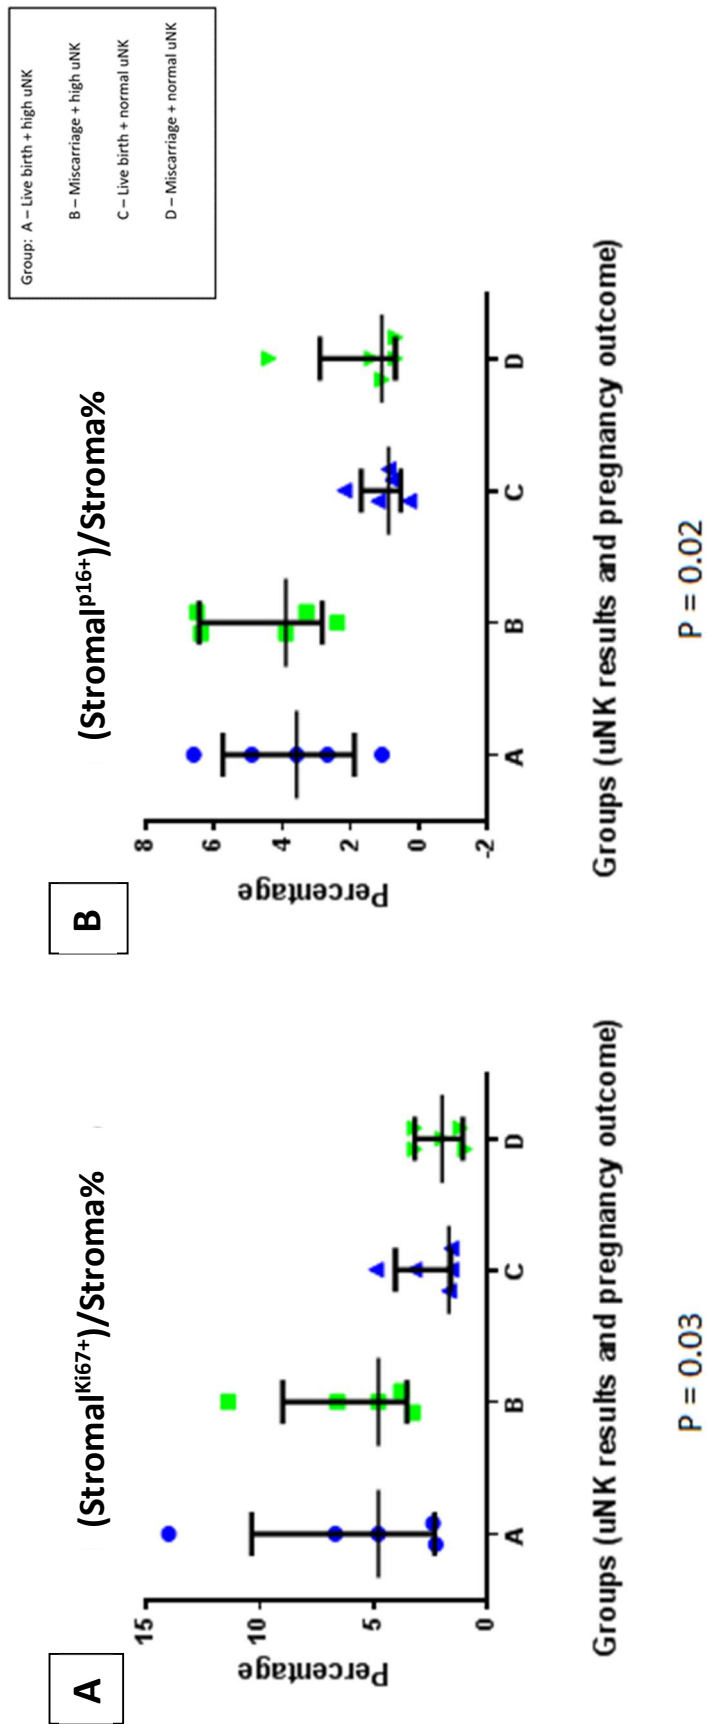 A
(Stromal^Ki67+)/Stroma%
Percentage
15
10
5
0
A B C D
Groups (uNK results and pregnancy outcome)
P = 0.03
B
(Stromal^p16+)/Stroma%
Percentage
8
6
4
2
0
-2
A B C D
Groups (uNK results and pregnancy outcome)
P = 0.02
Group: A – Live birth + high uNK
B – Miscarriage + high uNK
C – Live birth + normal uNK
D – Miscarriage + normal uNK